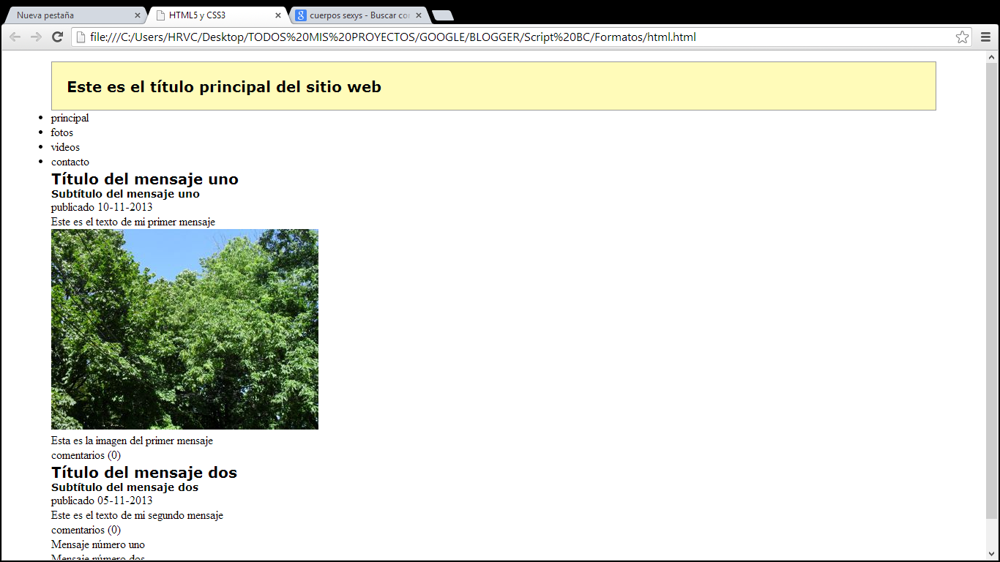 Nueva pestaña
HTML5 y CSS3
cuerpos sexys - Buscar co
file:///C:/Users/HRVC/Desktop/TODOS%20MIS%20PROYECTOS/GOOGLE/BLOGGER/Script%20BC/Formatos/html.html
Este es el título principal del sitio web
principal
fotos
videos
contacto
Título del mensaje uno
Subtítulo del mensaje uno
publicado 10-11-2013
Este es el texto de mi primer mensaje
Esta es la imagen del primer mensaje
comentarios (0)
Título del mensaje dos
Subtítulo del mensaje dos
publicado 05-11-2013
Este es el texto de mi segundo mensaje
comentarios (0)
Mensaje número uno
Mensaje número dos